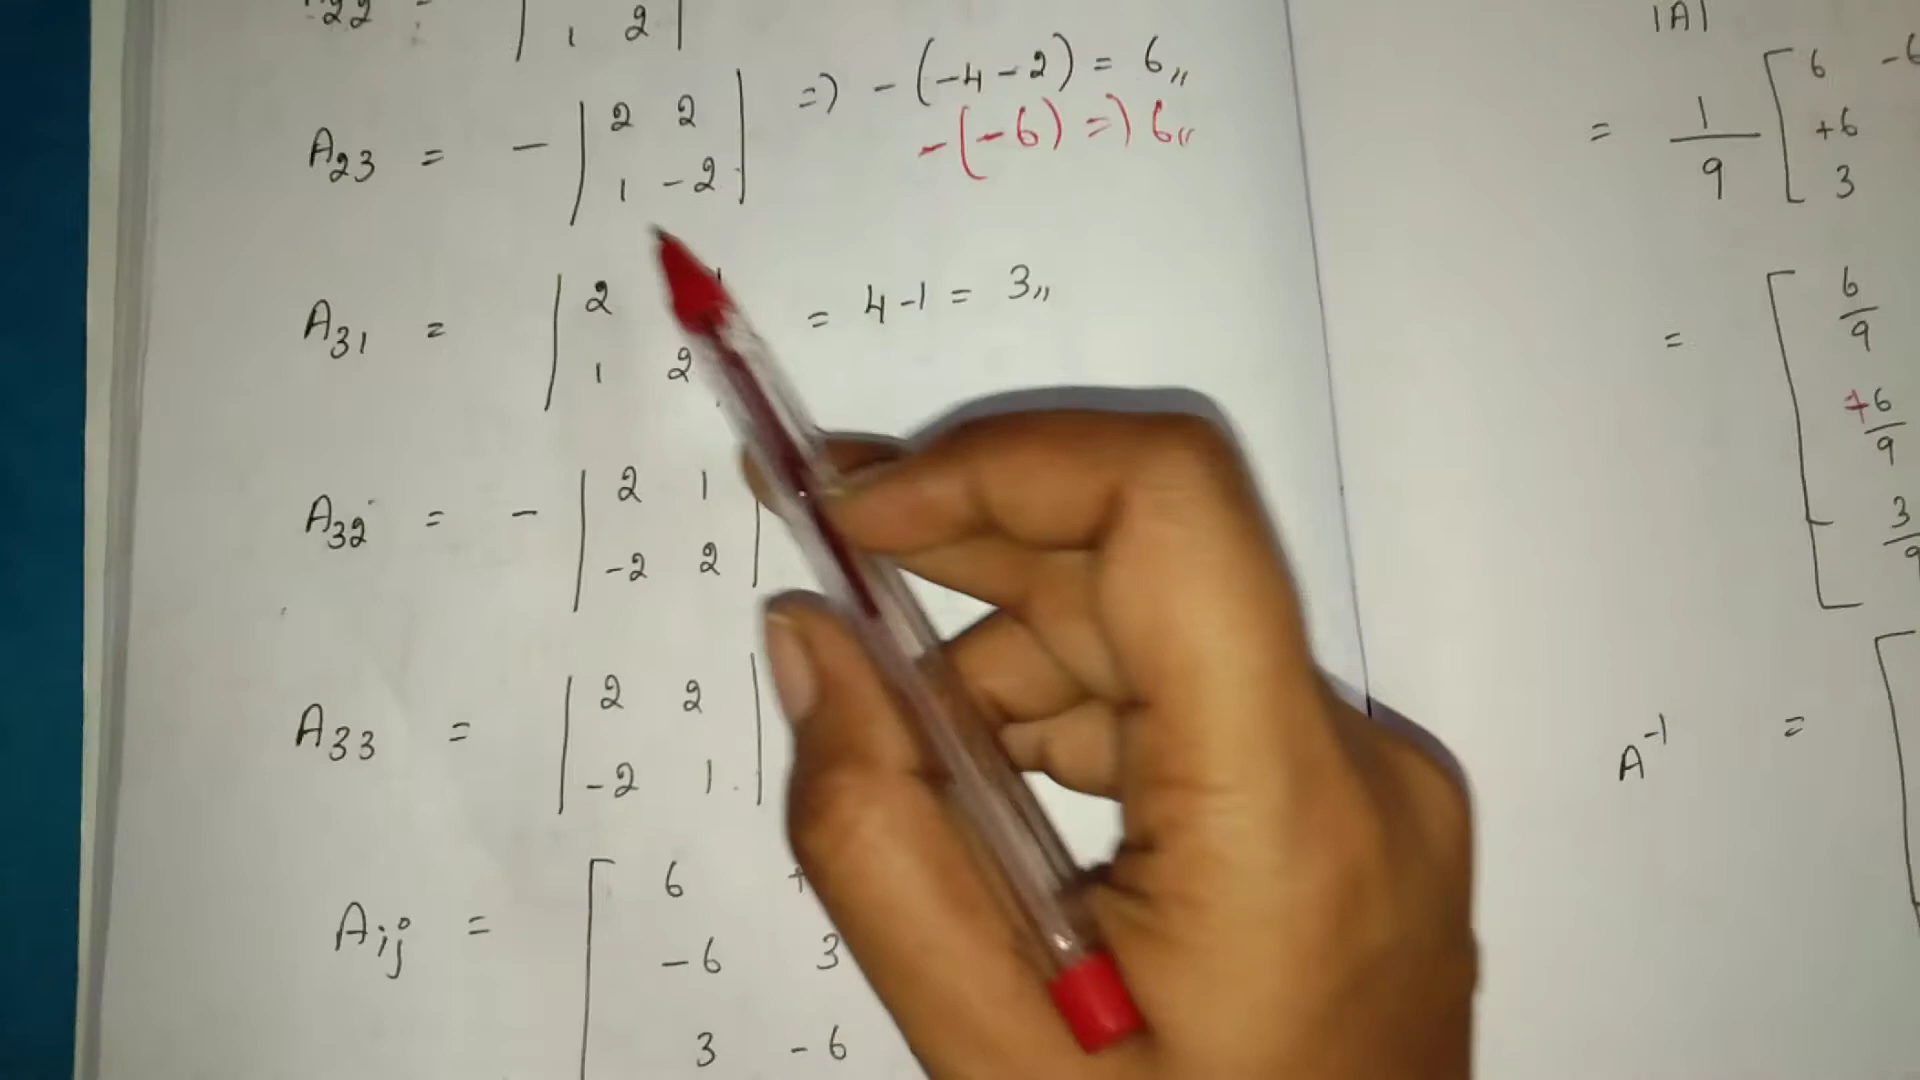 A22 = | 1 2 |
A23 = - | 2 2 | => - (-4 - 2) = 6,,
| 1 -2 | - (-6) => 6,,
A31 = | 2
| 1 2 = 4 - 1 = 3,,
A32 = - | 2 1
| -2 2 |
A33 = | 2 2 |
| -2 1 |
Aij = [ 6 +
-6 3
3 -6
|A|
= 1/9 [ 6 -6
+6
3
= [ 6/9
+6/9
3/9
A^-1 = [